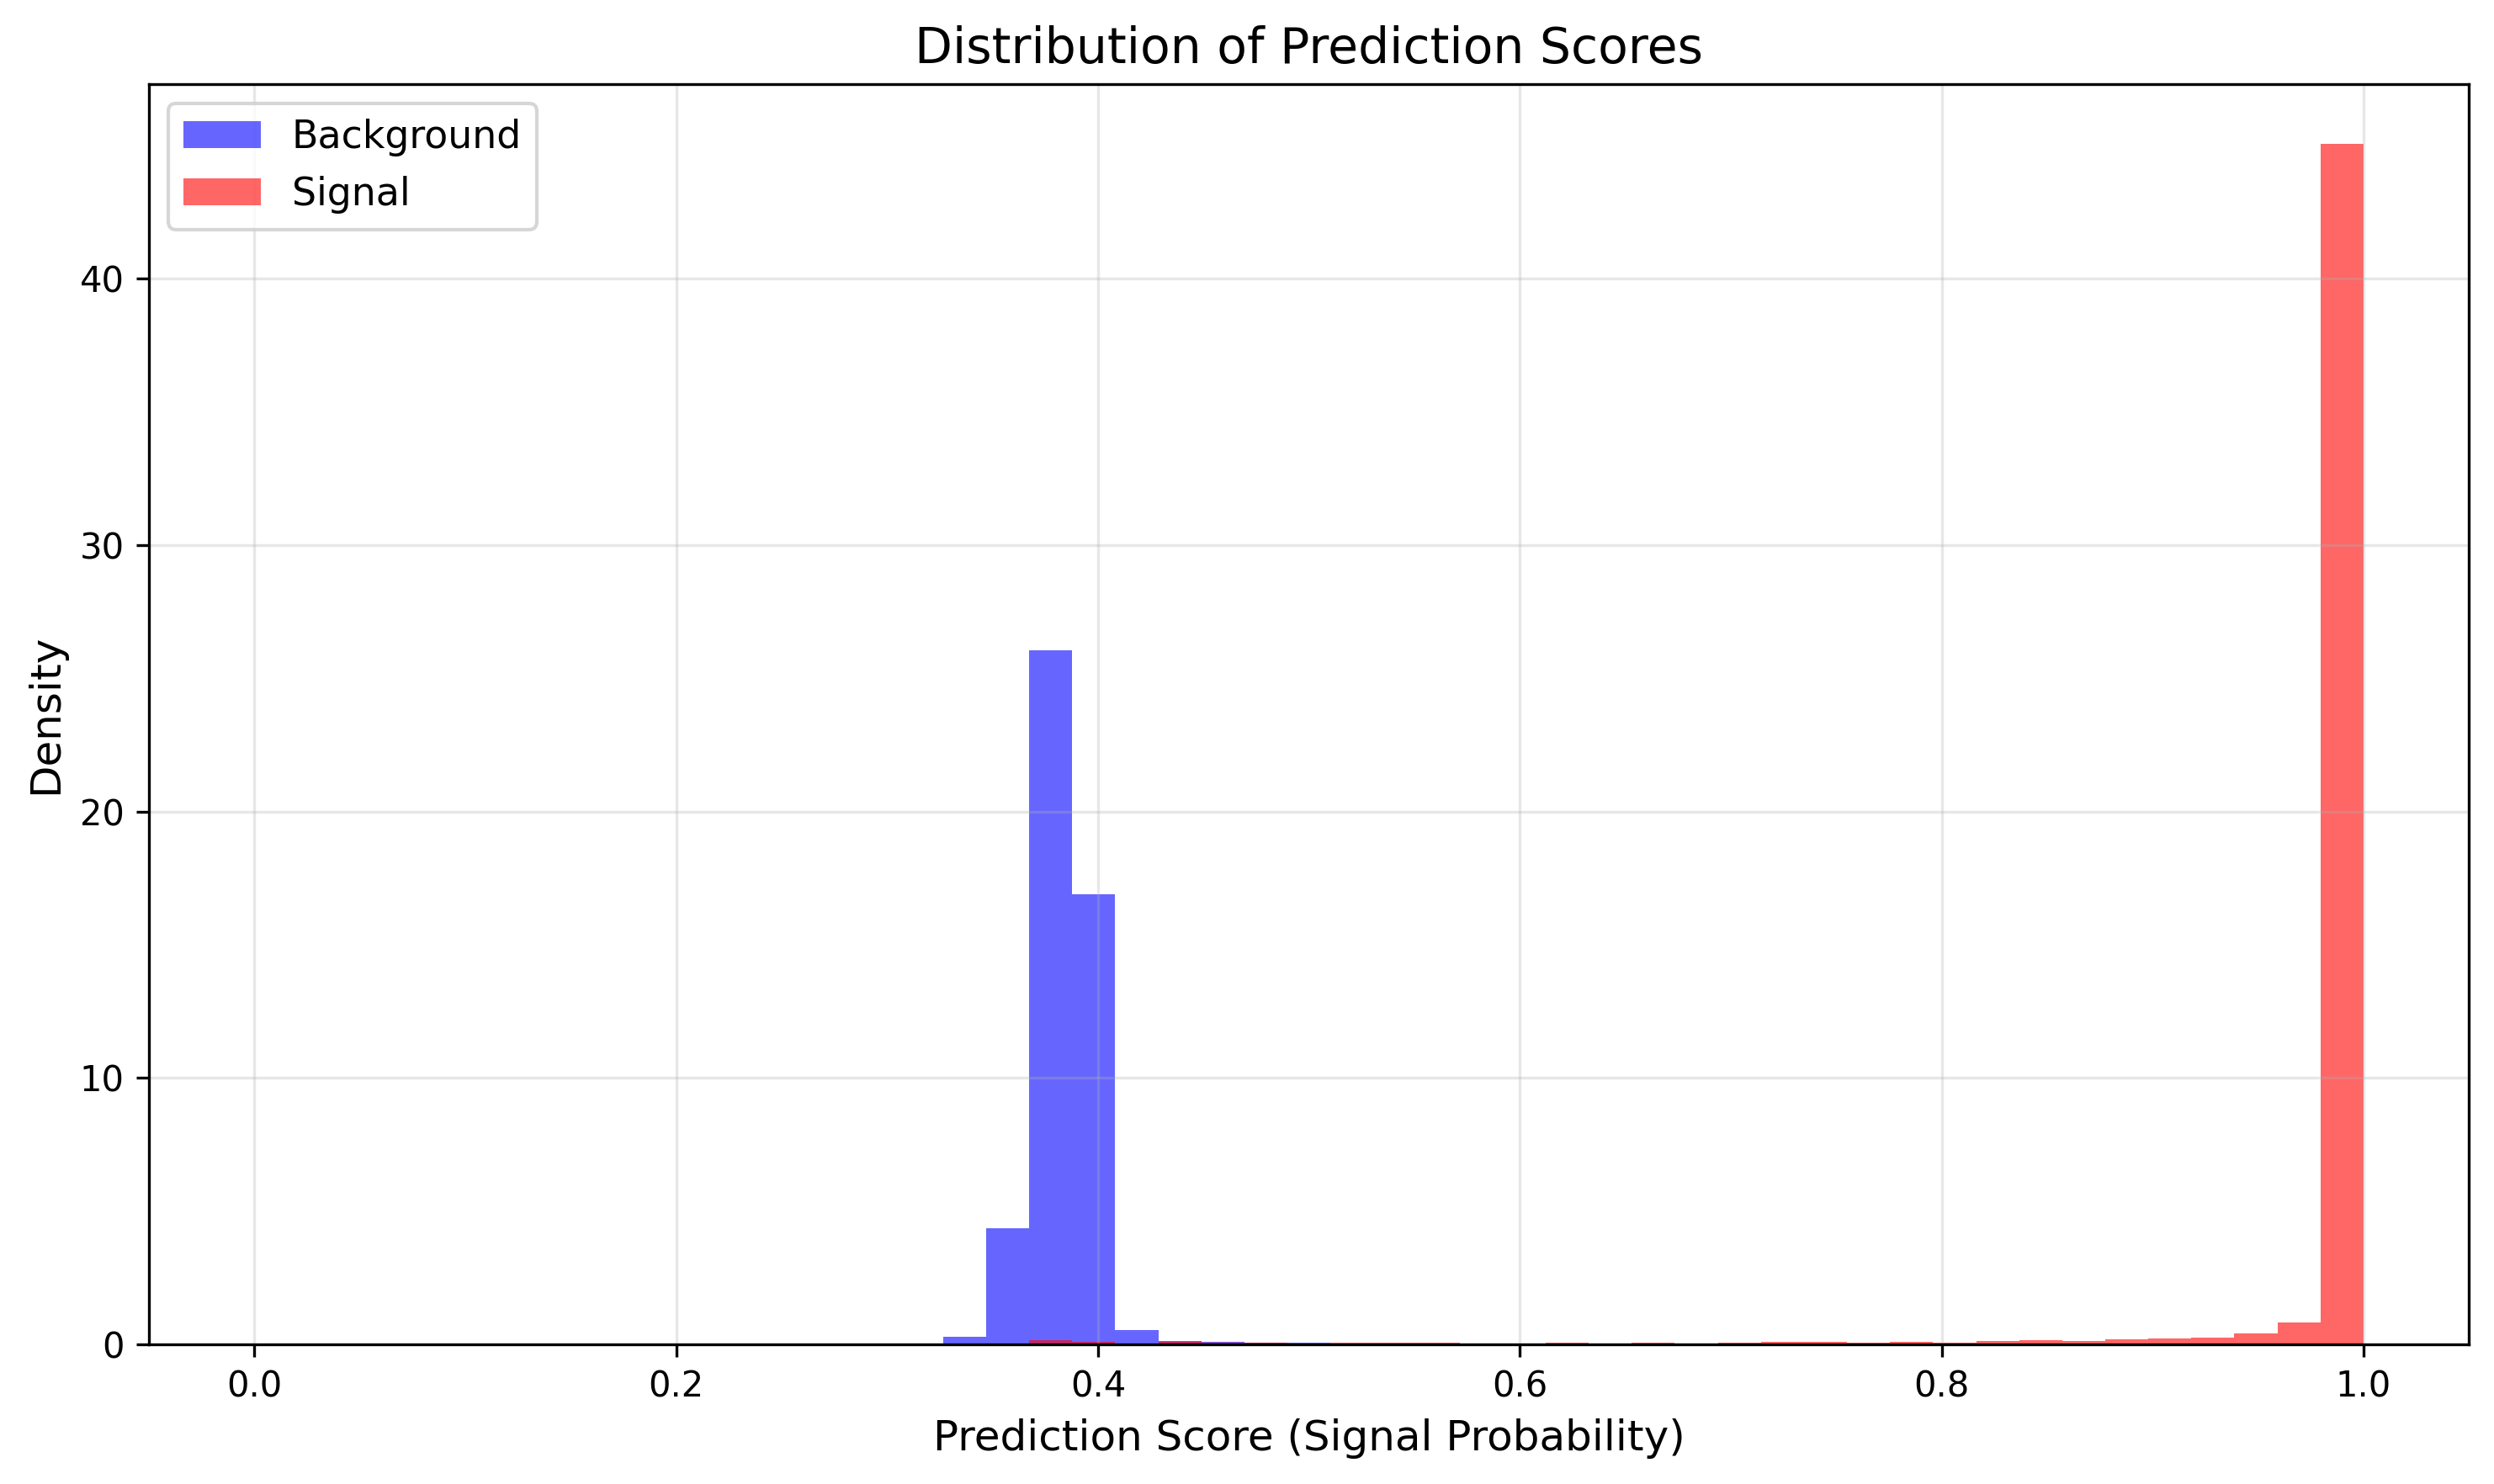 Distribution of Prediction Scores
Background
Signal
Density
40
30
20
10
0
0.0 0.2 0.4 0.6 0.8 1.0
Prediction Score (Signal Probability)